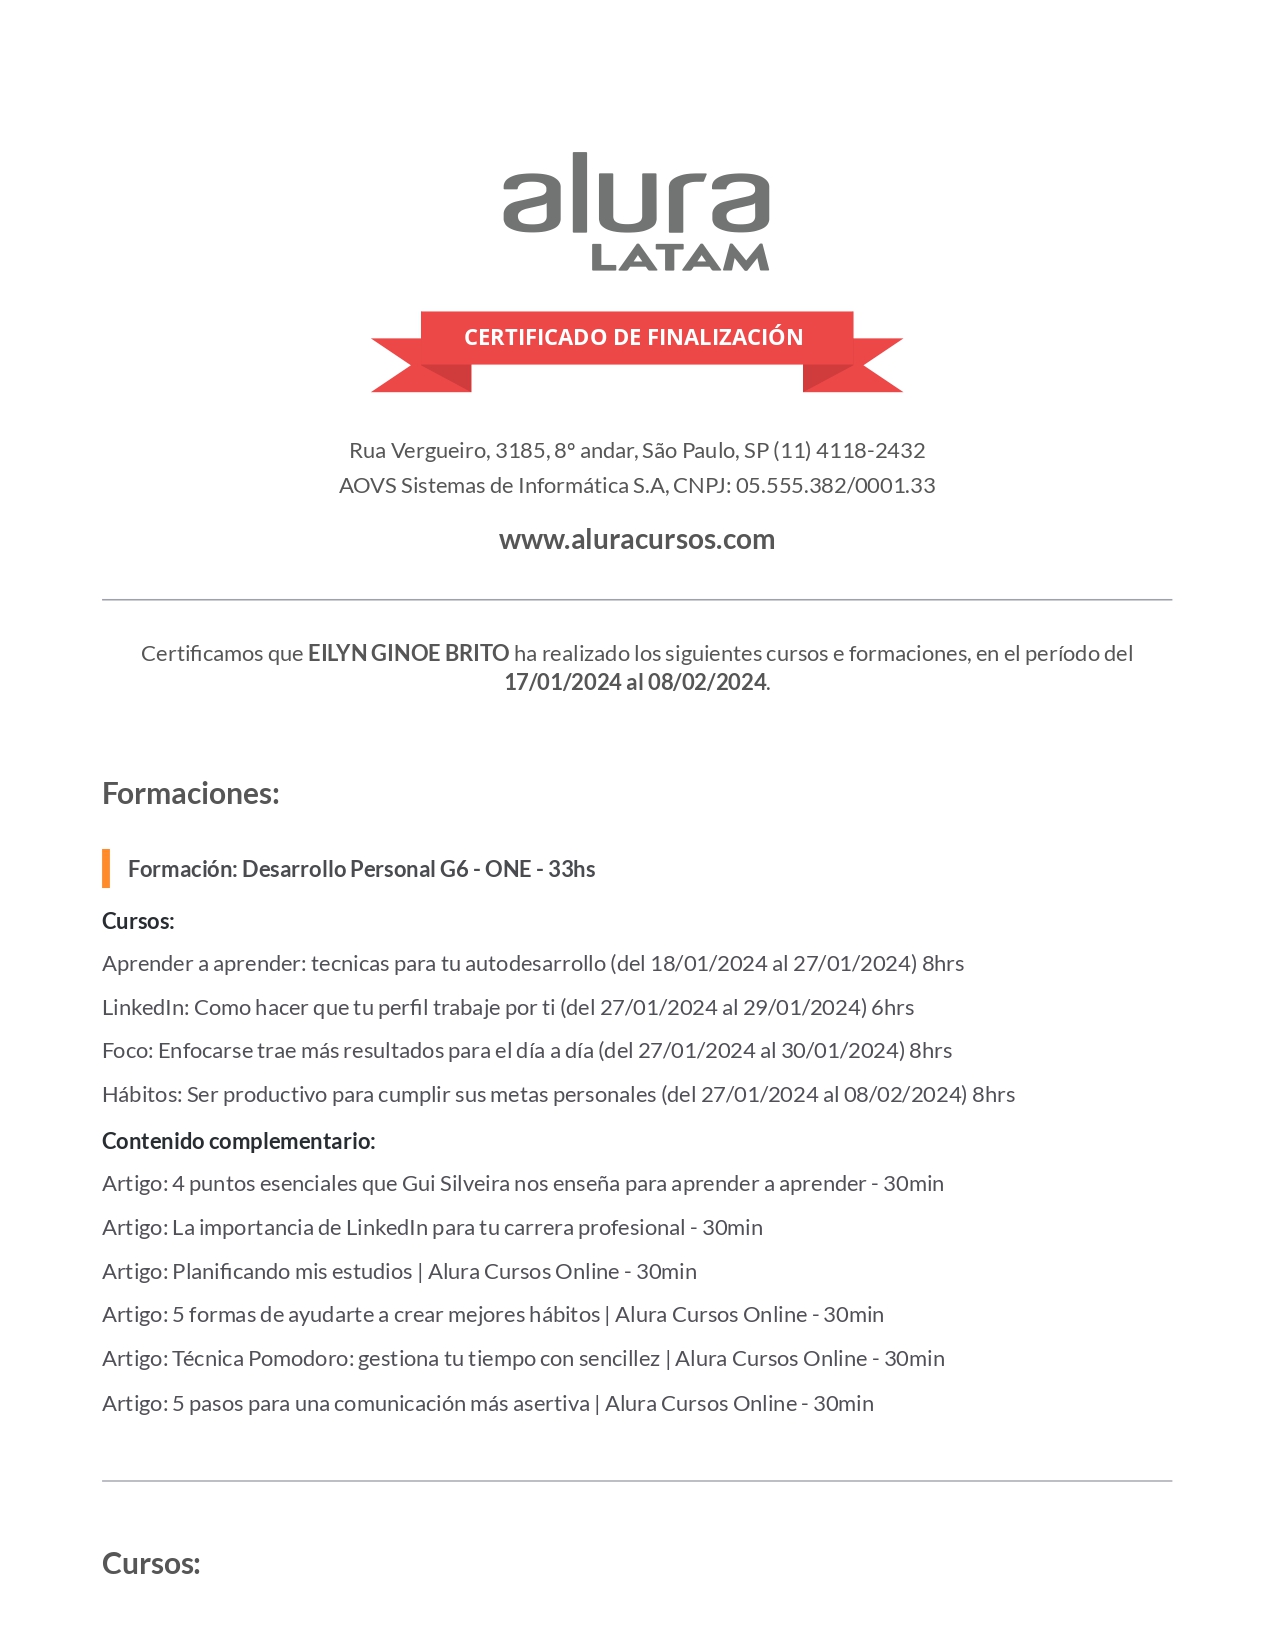 alura
LATAM
CERTIFICADO DE FINALIZACIÓN
Rua Vergueiro, 3185, 8º andar, São Paulo, SP (11) 4118-2432
AOVS Sistemas de Informática S.A, CNPJ: 05.555.382/0001.33
www.aluracursos.com
Certificamos que EILYN GINOE BRITO ha realizado los siguientes cursos e formaciones, en el período del
17/01/2024 al 08/02/2024.
Formaciones:
Formación: Desarrollo Personal G6 - ONE - 33hs
Cursos:
Aprender a aprender: tecnicas para tu autodesarrollo (del 18/01/2024 al 27/01/2024) 8hrs
LinkedIn: Como hacer que tu perfil trabaje por ti (del 27/01/2024 al 29/01/2024) 6hrs
Foco: Enfocarse trae más resultados para el día a día (del 27/01/2024 al 30/01/2024) 8hrs
Hábitos: Ser productivo para cumplir sus metas personales (del 27/01/2024 al 08/02/2024) 8hrs
Contenido complementario:
Artigo: 4 puntos esenciales que Gui Silveira nos enseña para aprender a aprender - 30min
Artigo: La importancia de LinkedIn para tu carrera profesional - 30min
Artigo: Planificando mis estudios | Alura Cursos Online - 30min
Artigo: 5 formas de ayudarte a crear mejores hábitos | Alura Cursos Online - 30min
Artigo: Técnica Pomodoro: gestiona tu tiempo con sencillez | Alura Cursos Online - 30min
Artigo: 5 pasos para una comunicación más asertiva | Alura Cursos Online - 30min
Cursos: